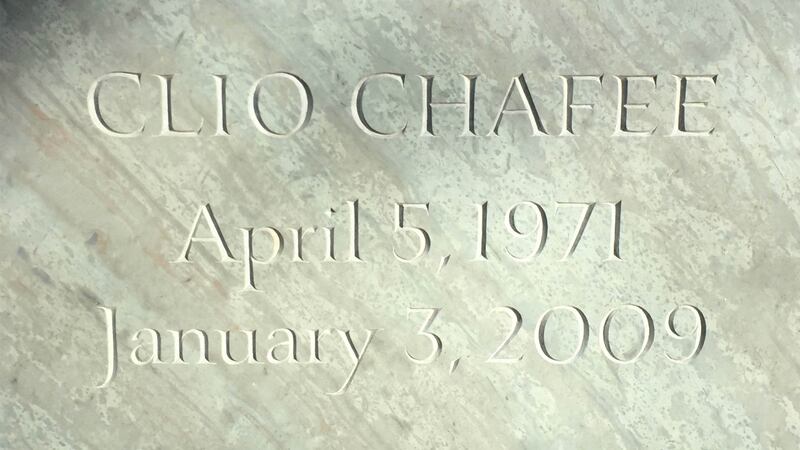 CLIO CHAFEE
April 5, 1971
January 3, 2009